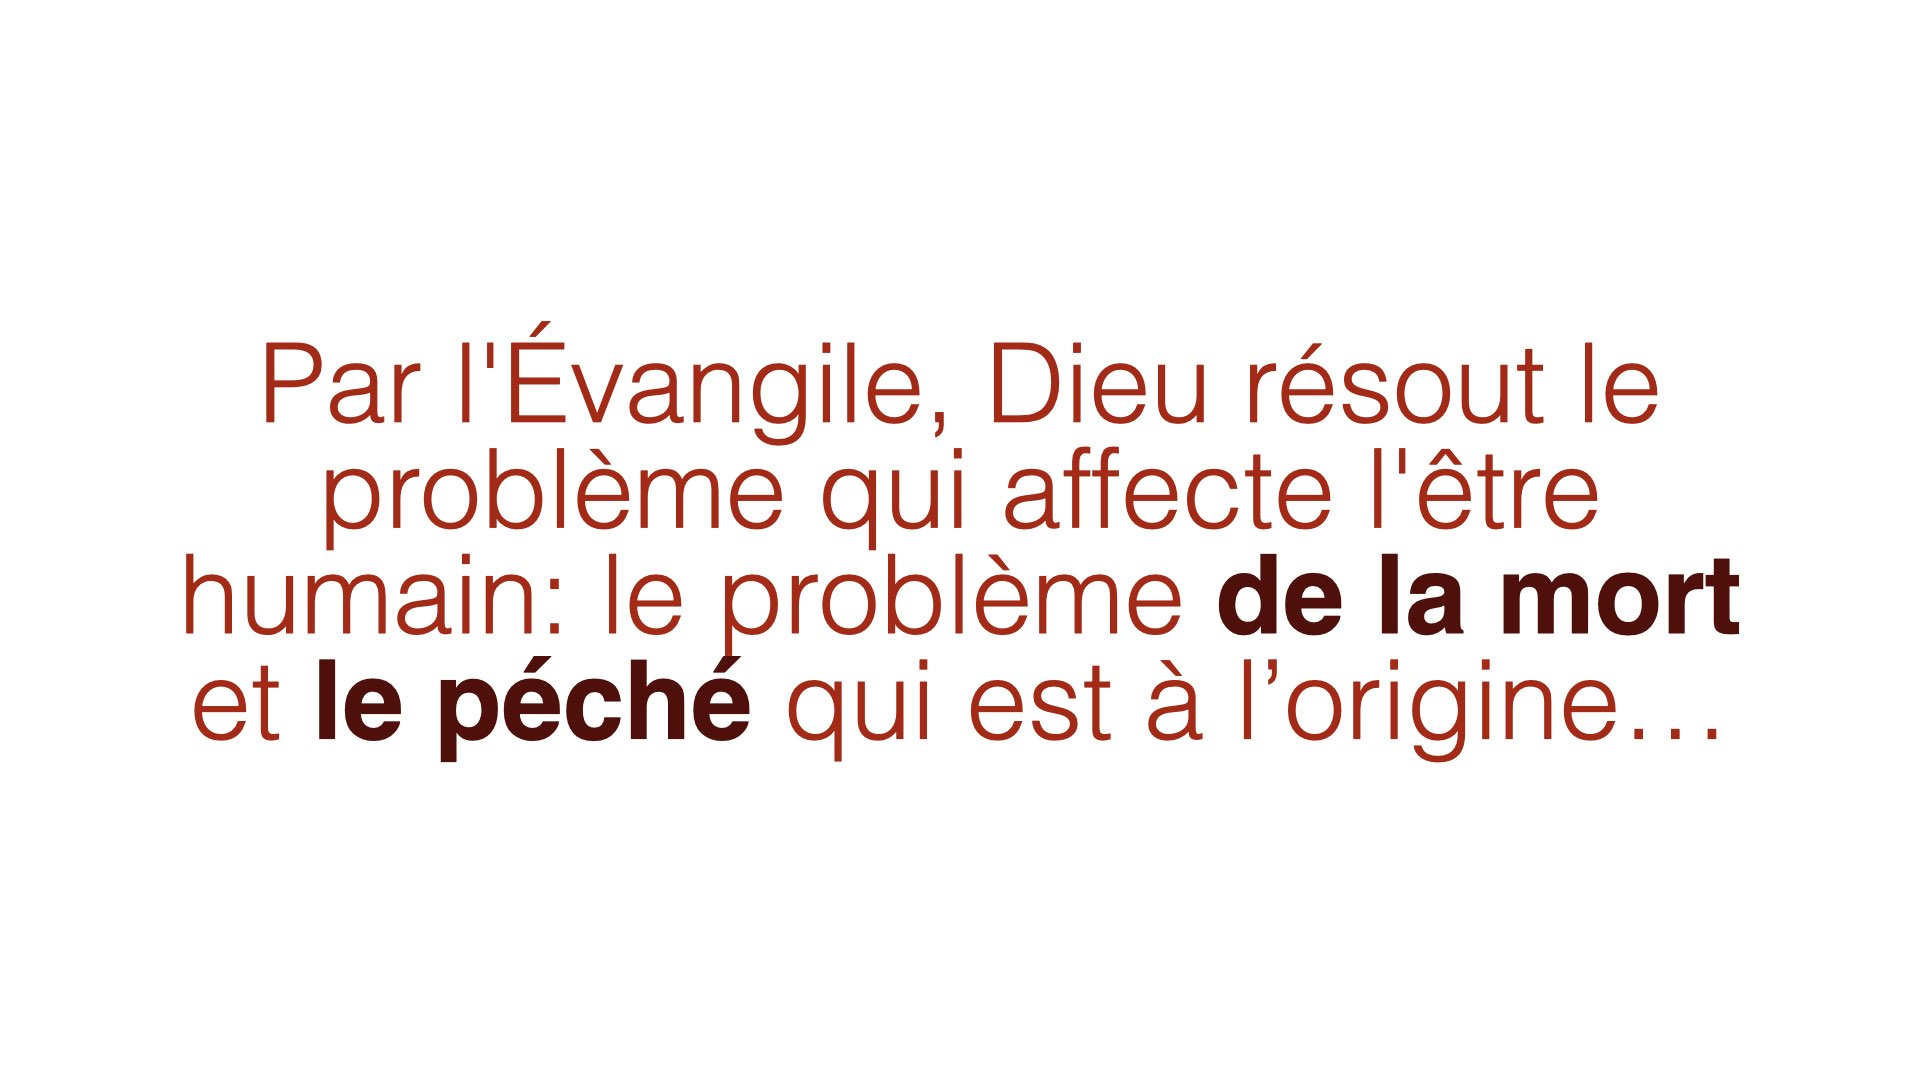 Par l'Évangile, Dieu résout le
problème qui affecte l'être
humain: le problème de la mort
et le péché qui est à l’origine…